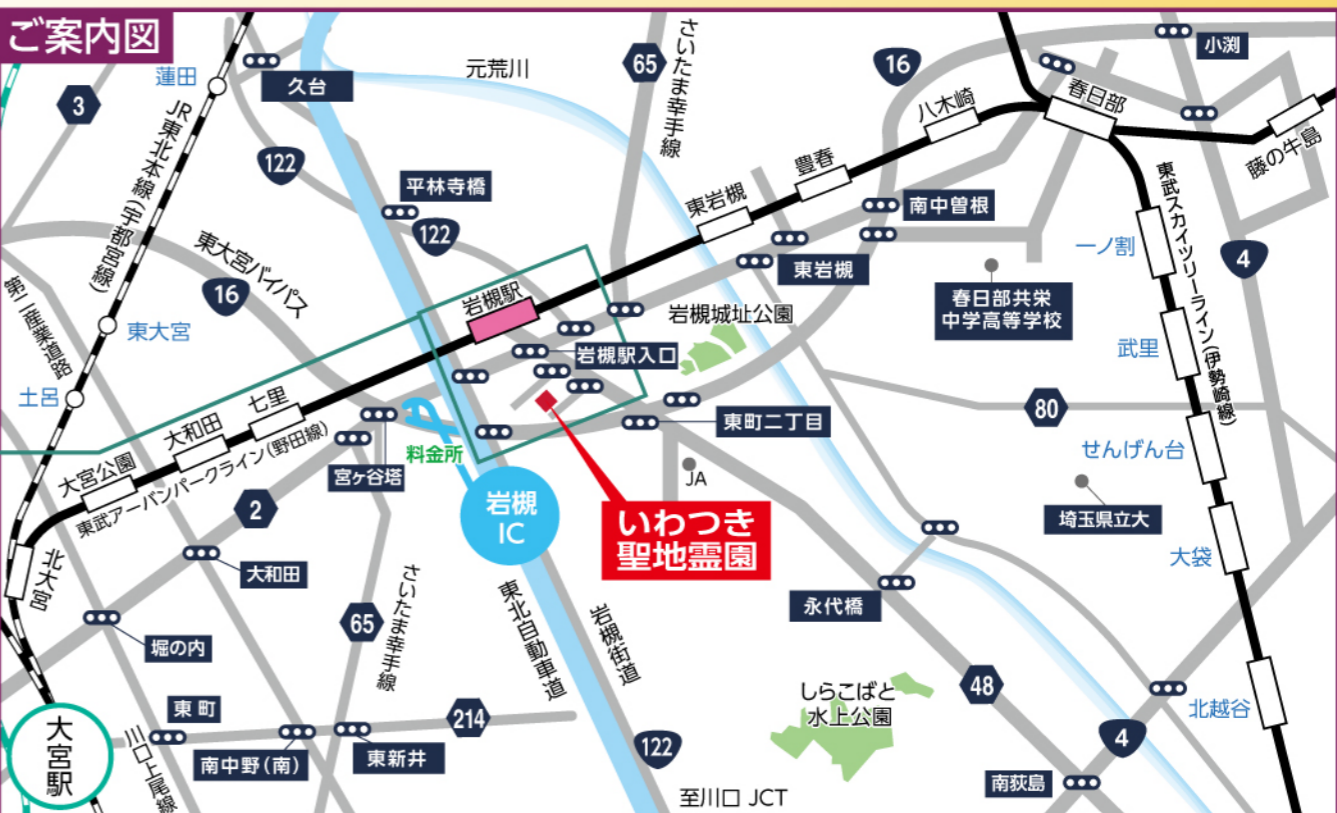 ご案内図
蓮田
久台
元荒川
65
さいたま幸手線
16
小渕
3
JR東北本線(宇都宮線)
122
平林寺橋
122
八木崎
春日部
藤の牛島
豊春
東岩槻
南中曽根
東武スカイツリーライン(伊勢崎線)
一ノ割
4
東大宮バイパス
16
第二産業道路
東大宮
岩槻駅
東岩槻
春日部共栄
中学高等学校
岩槻城址公園
岩槻駅入口
武里
土呂
七里
大和田
大宮公園
東武アーバンパークライン(野田線)
料金所
宮ヶ谷塔
東町二丁目
80
せんげん台
JA
埼玉県立大
2
岩槻
IC
いわつき
聖地霊園
大袋
北大宮
大和田
堀の内
65
さいたま幸手線
東北自動車道
岩槻街道
永代橋
しらこばと
水上公園
48
北越谷
東町
214
大宮駅
川口上尾線
南中野(南)
東新井
122
4
南荻島
至川口 JCT